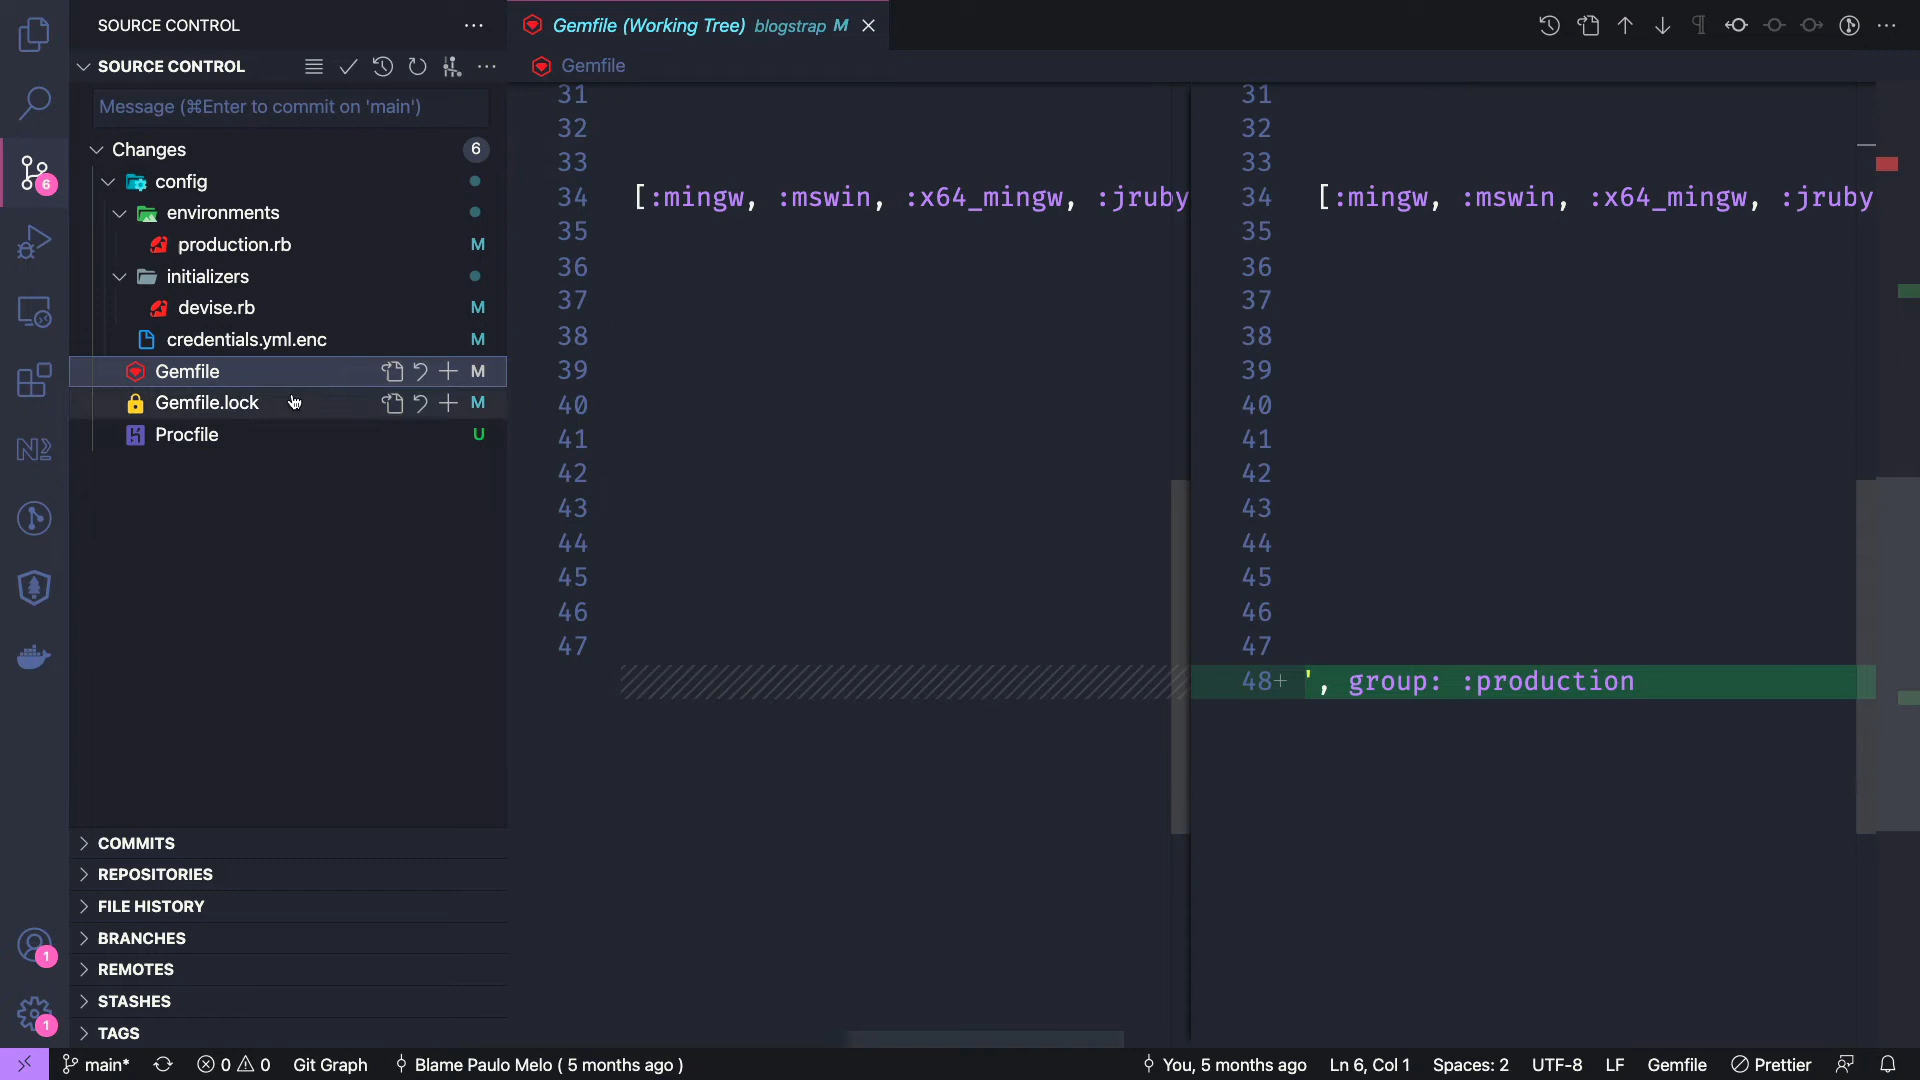 SOURCE CONTROL
Gemfile (Working Tree) blogstrap M
SOURCE CONTROL
Gemfile
Message (⌘Enter to commit on 'main')
Changes 6
config
environments
production.rb M
initializers
devise.rb M
credentials.yml.enc M
Gemfile M
Gemfile.lock M
Procfile U
6
N
COMMITS
REPOSITORIES
FILE HISTORY
BRANCHES
REMOTES
STASHES
TAGS
1
1
31
32
33
34 [:mingw, :mswin, :x64_mingw, :jruby
35
36
37
38
39
40
41
42
43
44
45
46
47
31
32
33
34 [:mingw, :mswin, :x64_mingw, :jruby
35
36
37
38
39
40
41
42
43
44
45
46
47
48+ ', group: :production
main* 0 0 Git Graph Blame Paulo Melo ( 5 months ago ) You, 5 months ago Ln 6, Col 1 Spaces: 2 UTF-8 LF Gemfile Prettier